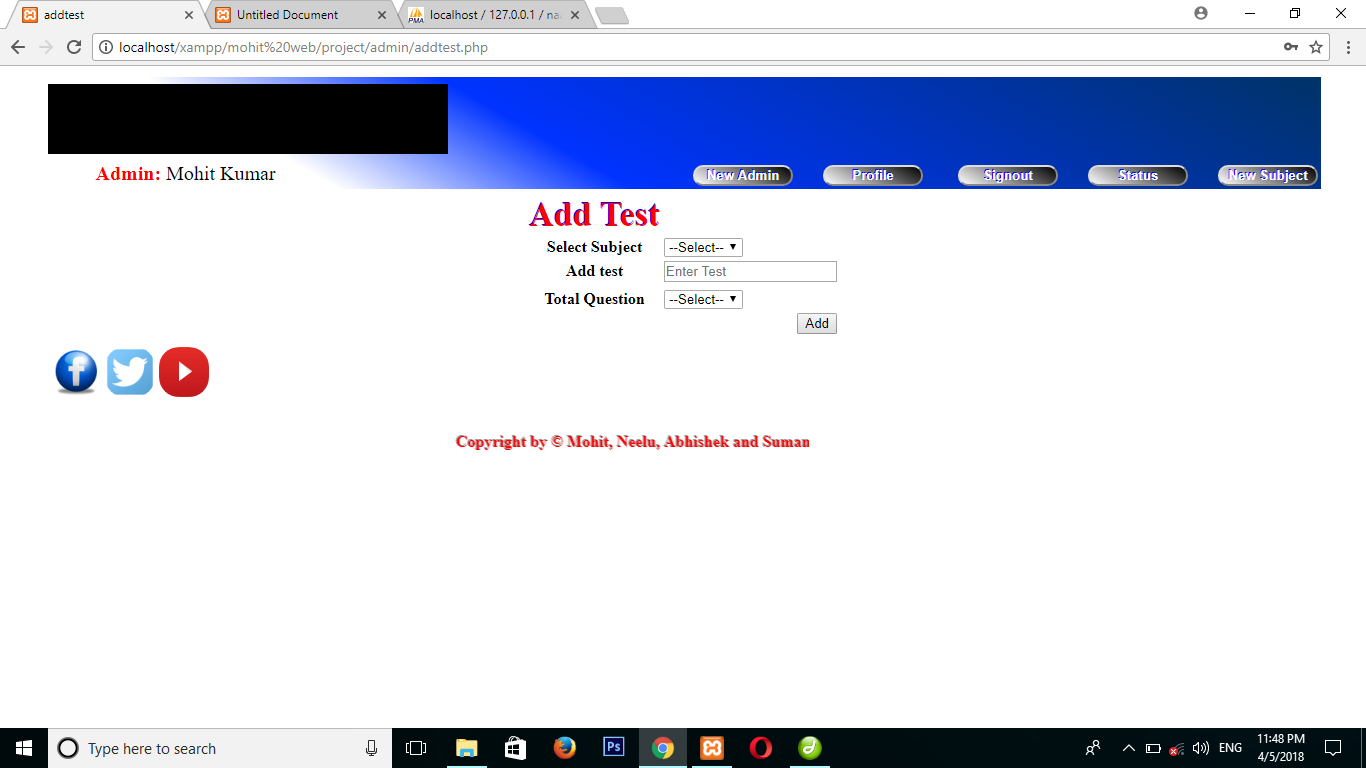 addtest
Untitled Document
localhost / 127.0.0.1 / na
localhost/xampp/mohit%20web/project/admin/addtest.php
Admin: Mohit Kumar
New Admin Profile Signout Status New Subject
Add Test
Select Subject --Select--
Add test Enter Test
Total Question --Select--
Add
Copyright by © Mohit, Neelu, Abhishek and Suman
Type here to search
Ps
ENG
11:48 PM
4/5/2018